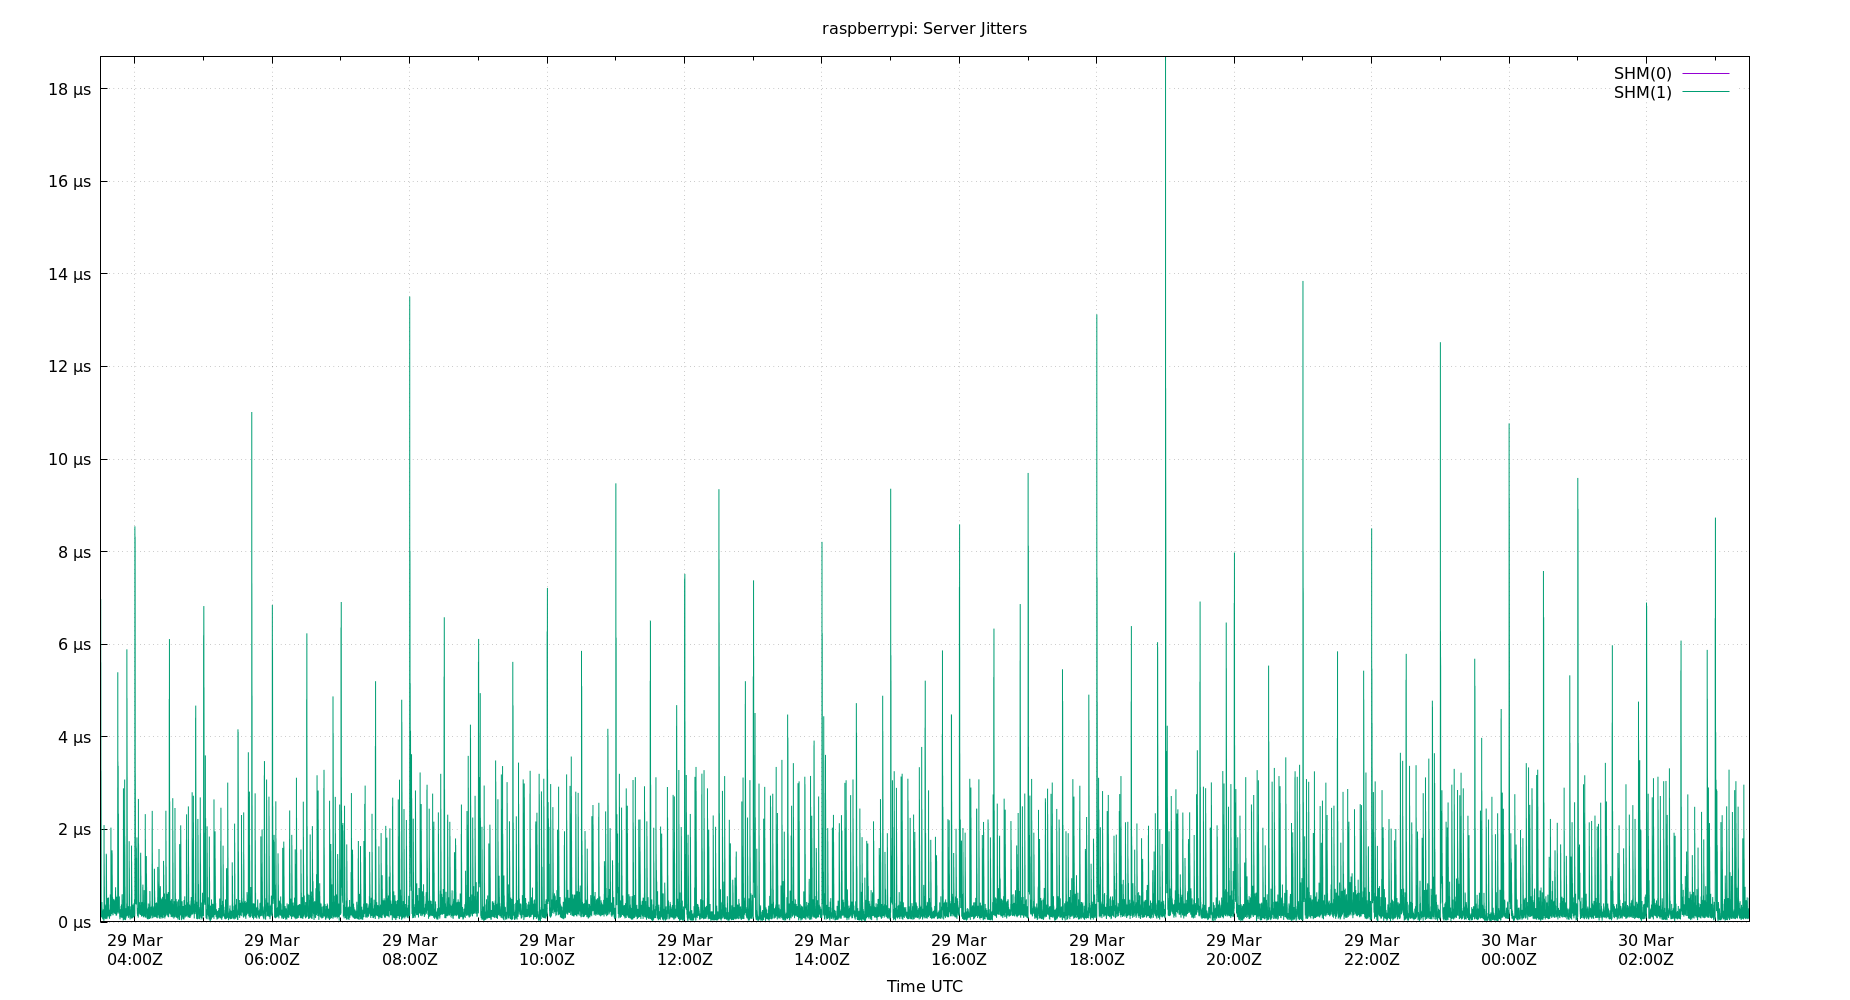 raspberrypi: Server Jitters
SHM(0)
SHM(1)
18 µs
16 µs
14 µs
12 µs
10 µs
8 µs
6 µs
4 µs
2 µs
0 µs
29 Mar 29 Mar 29 Mar 29 Mar 29 Mar 29 Mar 29 Mar 29 Mar 29 Mar 29 Mar 30 Mar 30 Mar
04:00Z 06:00Z 08:00Z 10:00Z 12:00Z 14:00Z 16:00Z 18:00Z 20:00Z 22:00Z 00:00Z 02:00Z
Time UTC